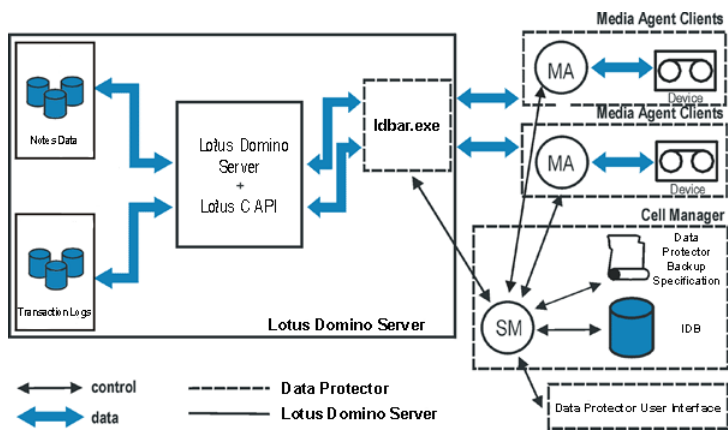 Media Agent Clients
MA
Device
Media Agent Clients
MA
Device
Notes Data
Lotus Domino
Server
+
Lotus C API
ldbar.exe
Transaction Logs
Lotus Domino Server
Cell Manager
Data
Protector
Backup
Specification
SM
IDB
Data Protector User Interface
control
data
Data Protector
Lotus Domino Server